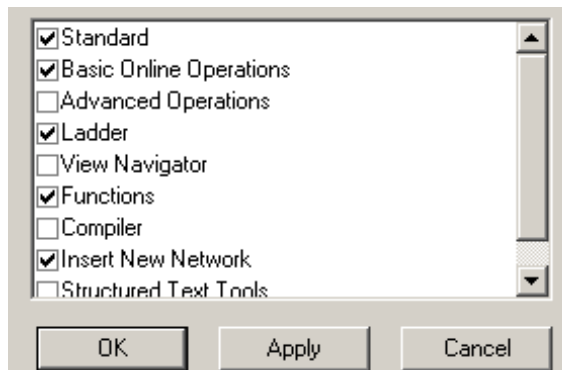 Standard
Basic Online Operations
Advanced Operations
Ladder
View Navigator
Functions
Compiler
Insert New Network
Structured Text Tools
OK Apply Cancel